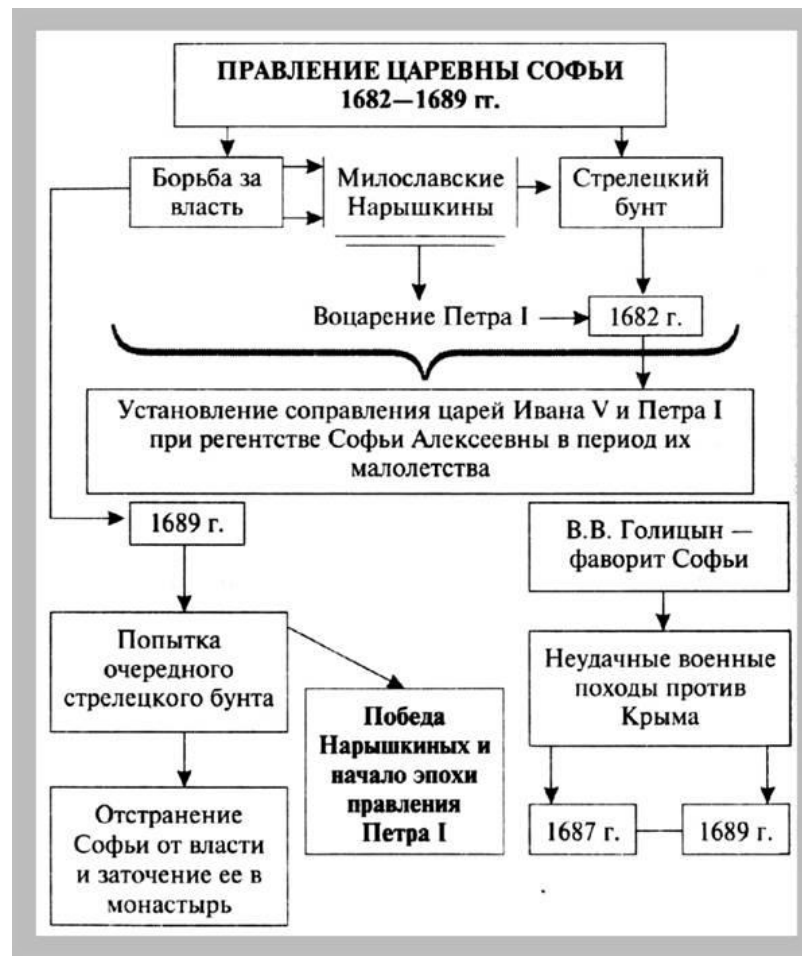 ПРАВЛЕНИЕ ЦАРЕВНЫ СОФЬИ
1682—1689 гг.
Борьба за
власть
Милославские
Нарышкины
Стрелецкий
бунт
Воцарение Петра I
1682 г.
Установление соправления царей Ивана V и Петра I
при регентстве Софьи Алексеевны в период их
малолетства
1689 г.
В.В. Голицын —
фаворит Софьи
Попытка
очередного
стрелецкого бунта
Победа
Нарышкиных и
начало эпохи
правления
Петра I
Неудачные военные
походы против
Крыма
Отстранение
Софьи от власти
и заточение ее в
монастырь
1687 г.
1689 г.